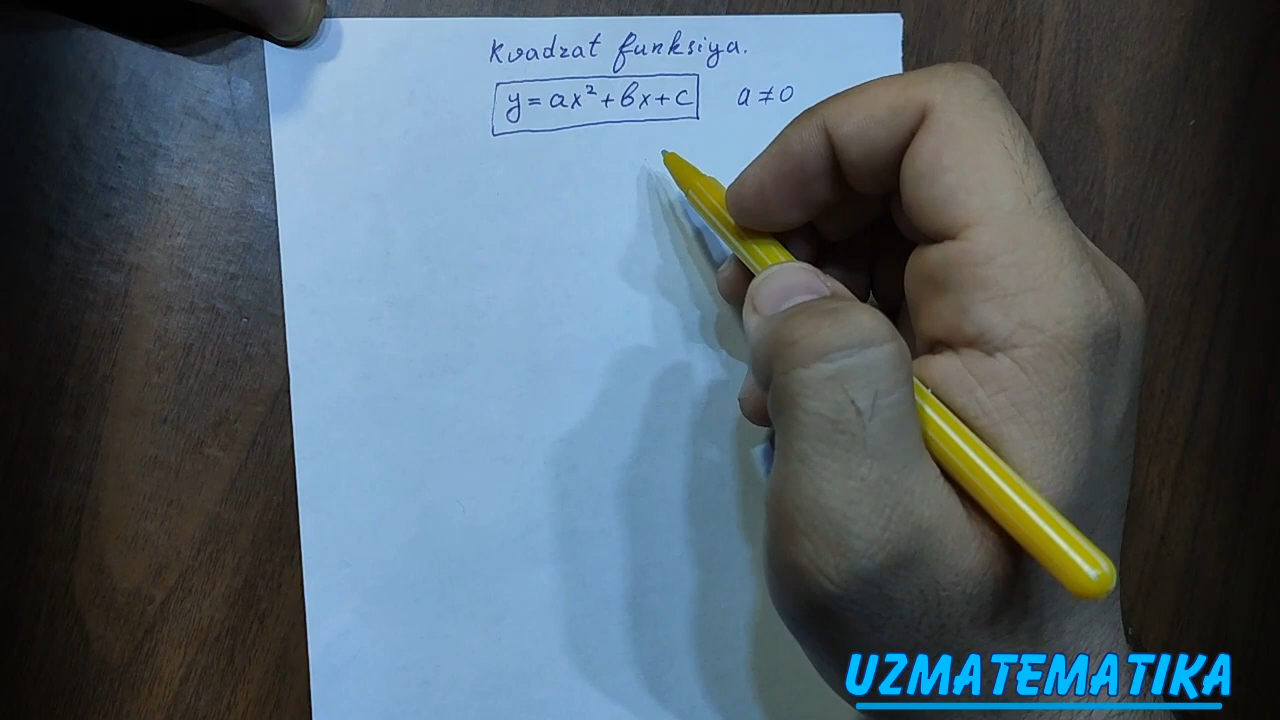 Kvadrat funksiya.
y = ax² + bx + c a ≠ 0
UZMATEMATIKA